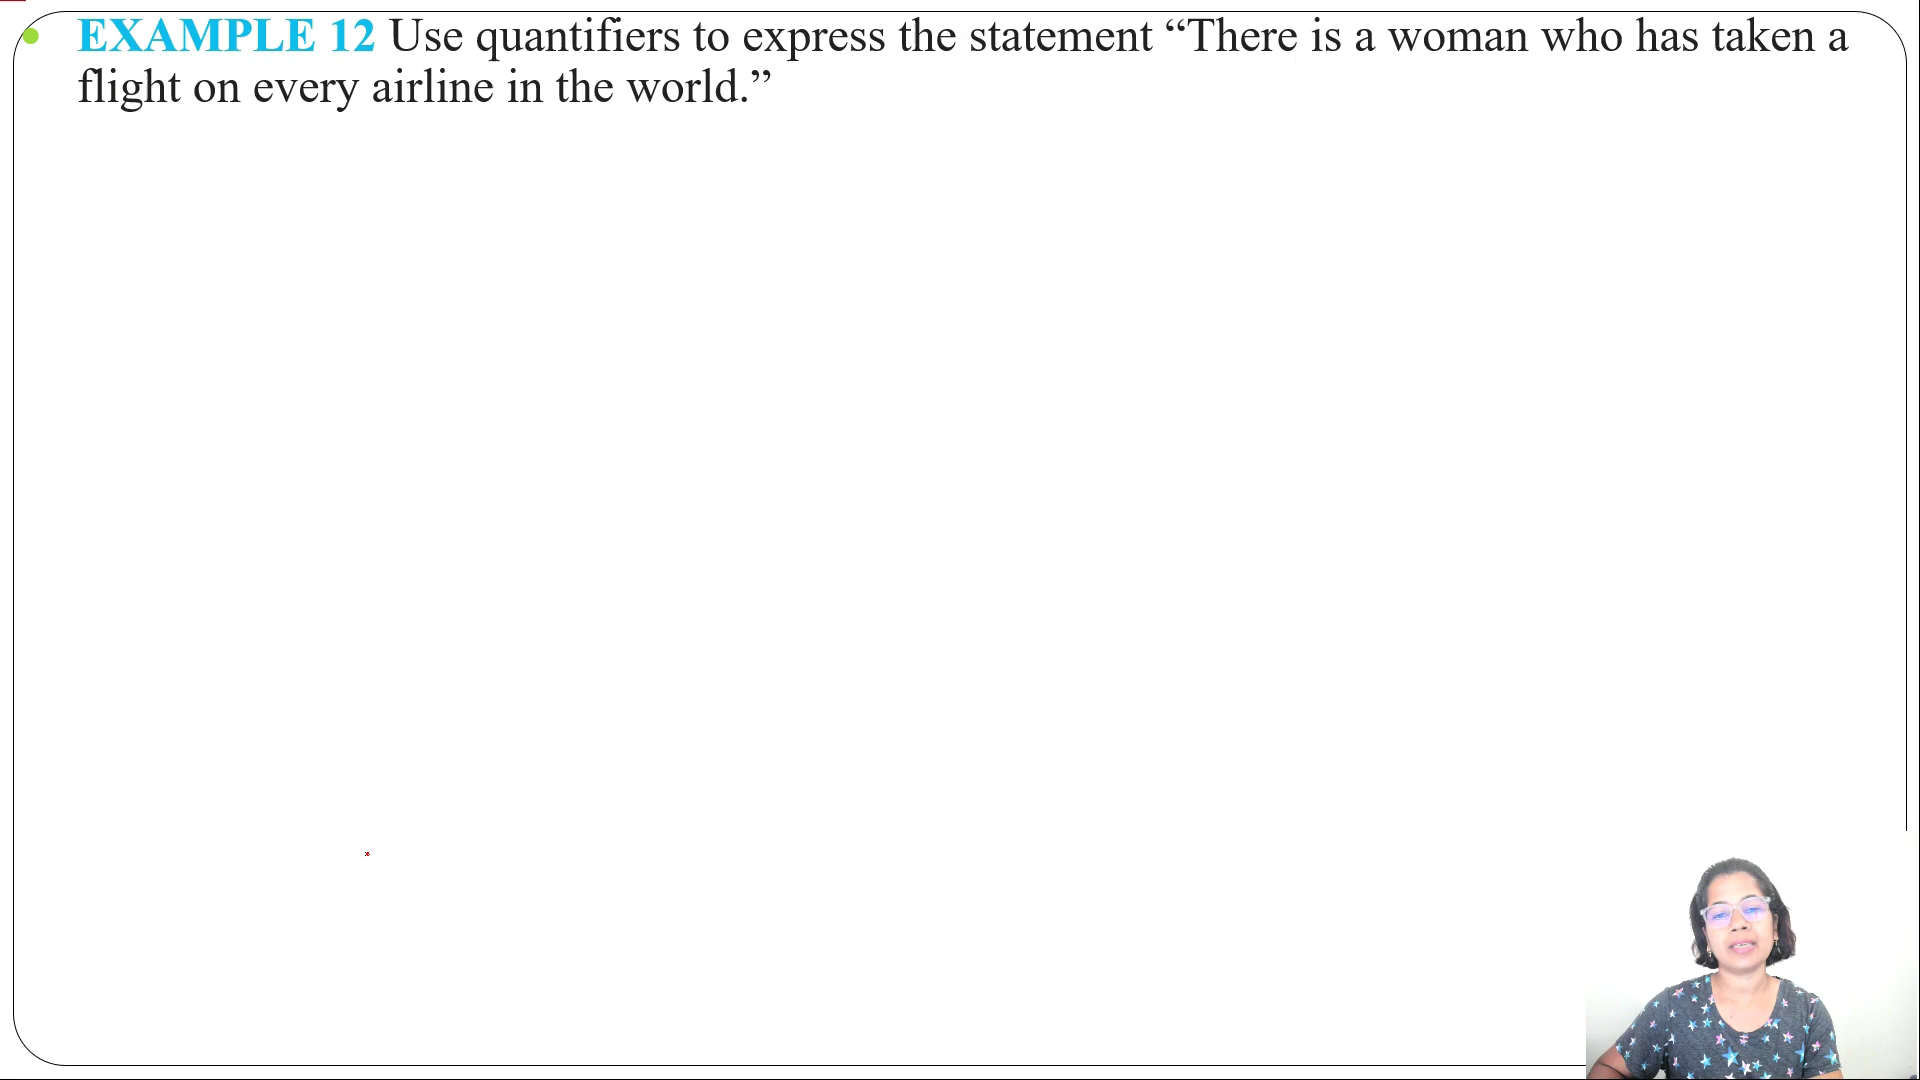 EXAMPLE 12 Use quantifiers to express the statement “There is a woman who has taken a
flight on every airline in the world.”